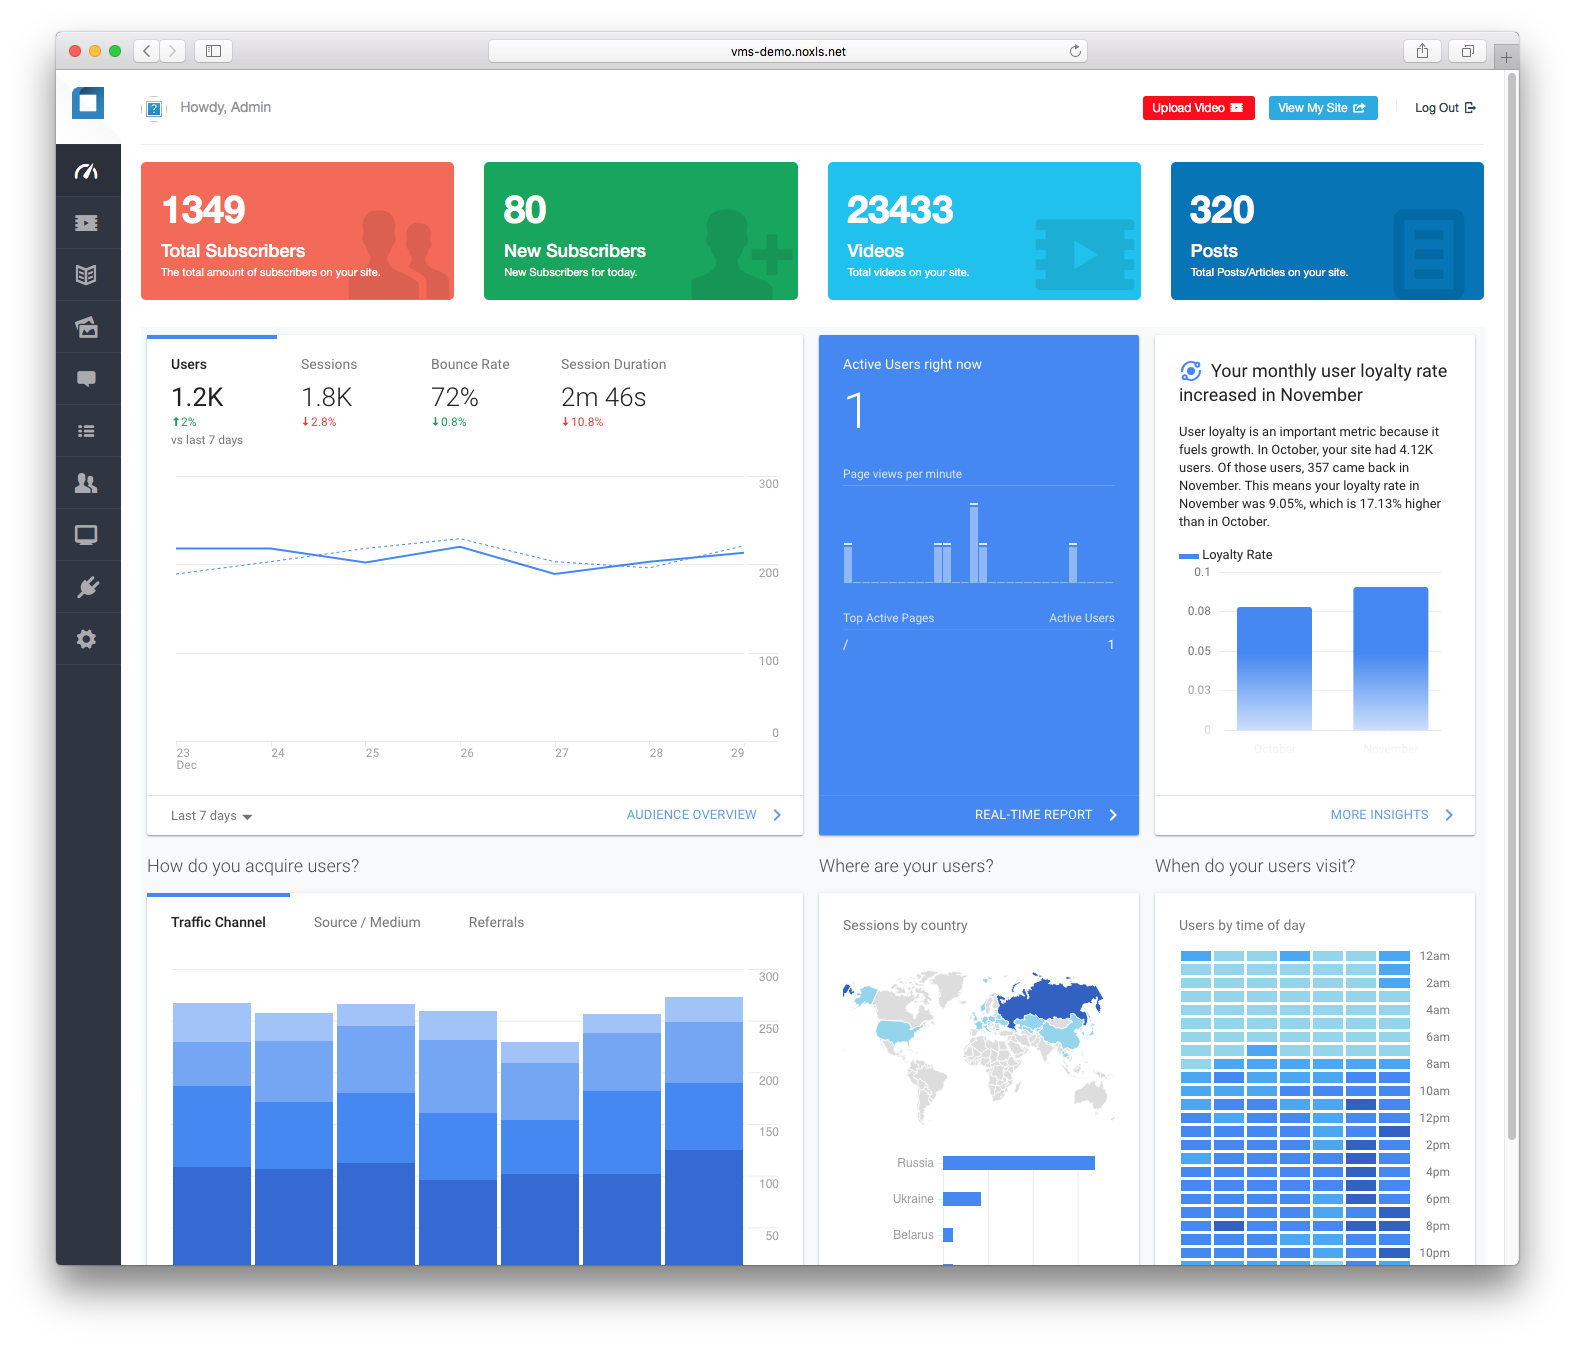 vms-demo.noxls.net
Howdy, Admin
Upload Video
View My Site
Log Out
1349
Total Subscribers
The total amount of subscribers on your site.
80
New Subscribers
New Subscribers for today.
23433
Videos
Total videos on your site.
320
Posts
Total Posts/Articles on your site.
Users
1.2K
2%
vs last 7 days
Sessions
1.8K
2.8%
Bounce Rate
72%
0.8%
Session Duration
2m 46s
10.8%
300
200
100
0
23
Dec
24
25
26
27
28
29
Last 7 days
AUDIENCE OVERVIEW
Active Users right now
1
Page views per minute
Top Active Pages
Active Users
/
1
REAL-TIME REPORT
Your monthly user loyalty rate
increased in November
User loyalty is an important metric because it
fuels growth. In October, your site had 4.12K
users. Of those users, 357 came back in
November. This means your loyalty rate in
November was 9.05%, which is 17.13% higher
than in October.
Loyalty Rate
0.1
0.08
0.05
0.03
0
October
November
MORE INSIGHTS
How do you acquire users?
Traffic Channel
Source / Medium
Referrals
300
250
200
150
100
50
Where are your users?
Sessions by country
Russia
Ukraine
Belarus
When do your users visit?
Users by time of day
12am
2am
4am
6am
8am
10am
12pm
2pm
4pm
6pm
8pm
10pm